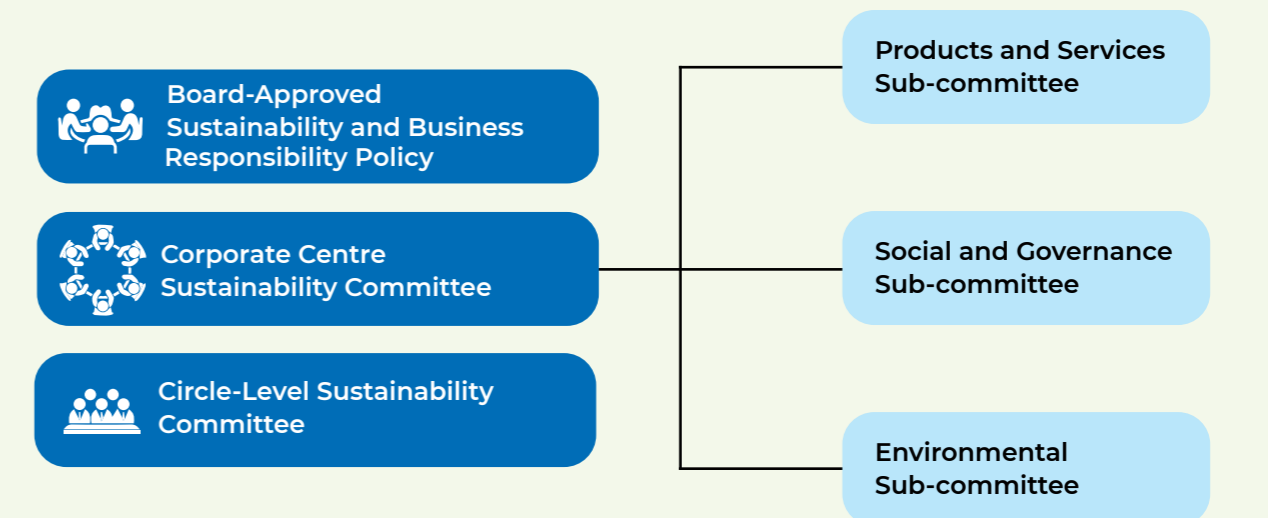 Board-Approved
Sustainability and Business
Responsibility Policy
Corporate Centre
Sustainability Committee
Circle-Level Sustainability
Committee
Products and Services
Sub-committee
Social and Governance
Sub-committee
Environmental
Sub-committee